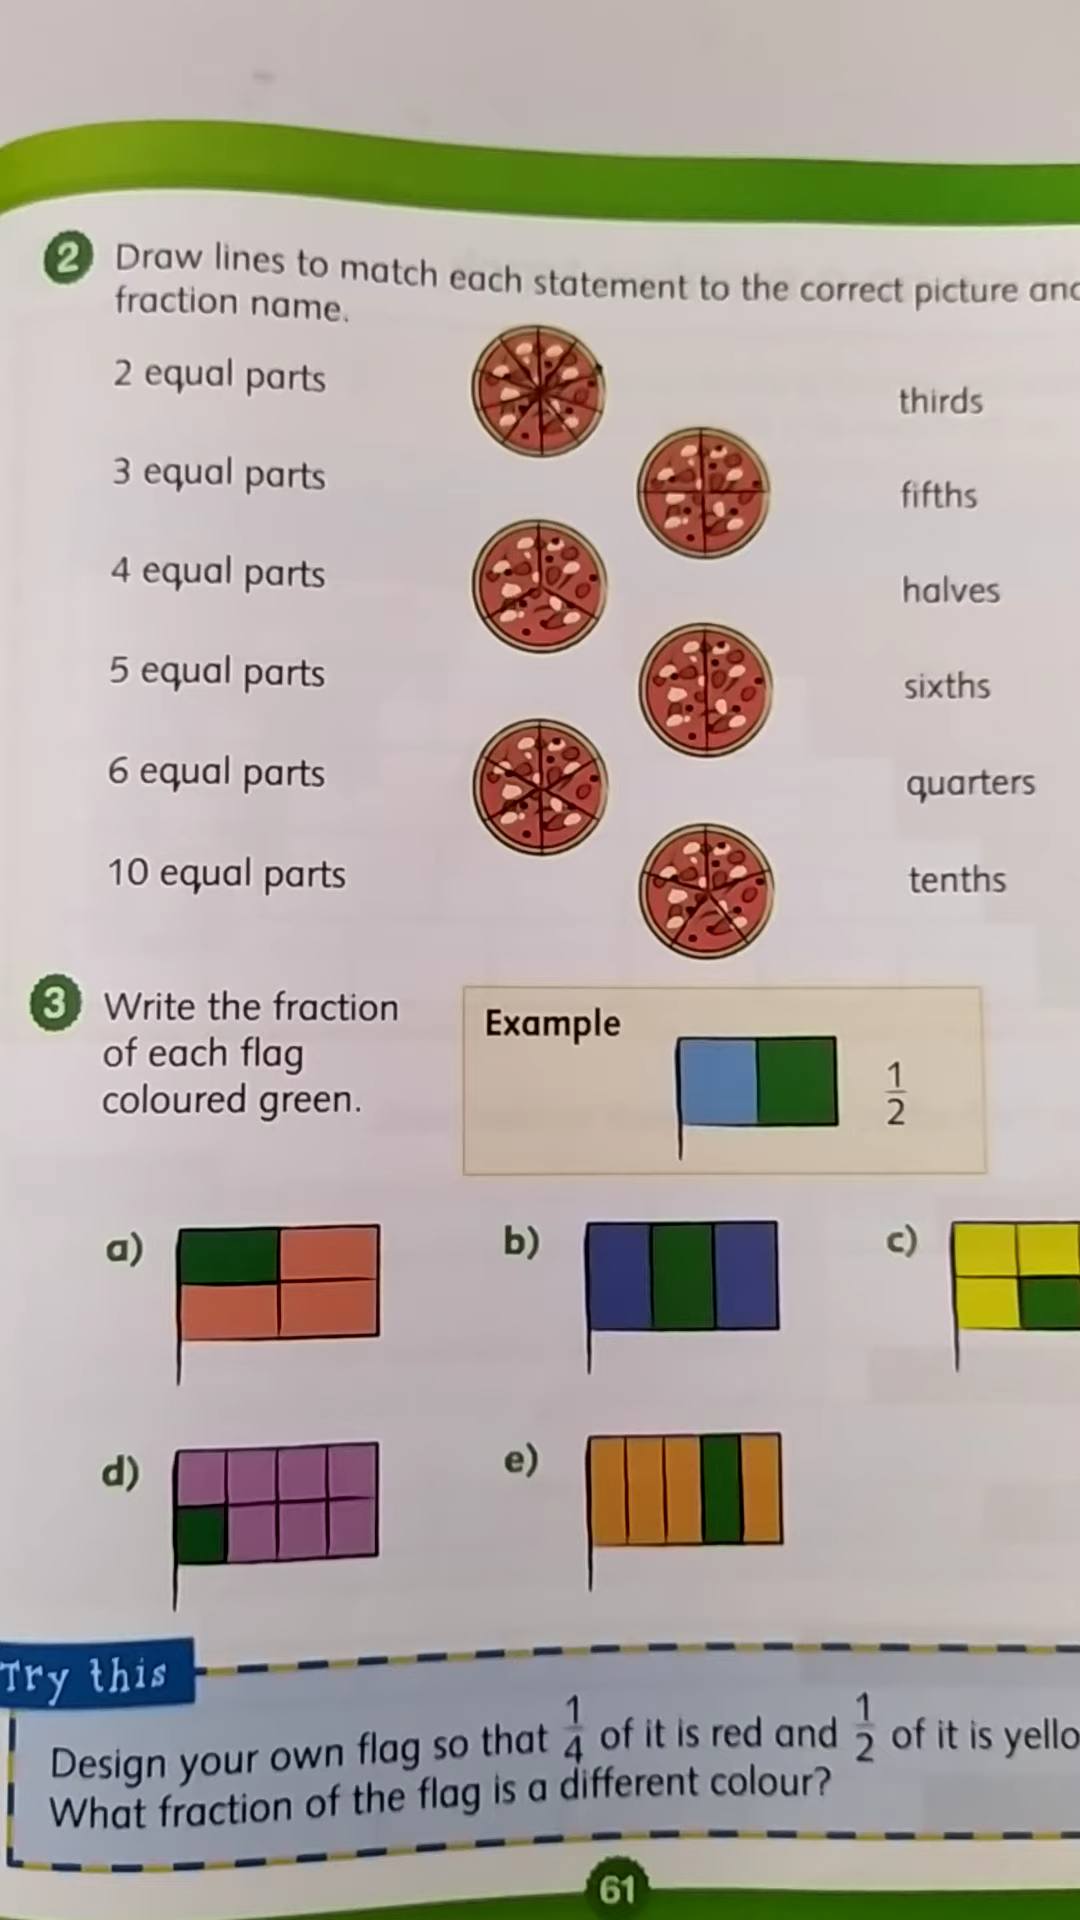 2 Draw lines to match each statement to the correct picture and
fraction name.
2 equal parts
thirds
3 equal parts
fifths
4 equal parts
halves
5 equal parts
sixths
6 equal parts
quarters
10 equal parts
tenths
3 Write the fraction
of each flag
coloured green.
Example
1/2
a)
b)
c)
d)
e)
Try this
Design your own flag so that 1/4 of it is red and 1/2 of it is yello
What fraction of the flag is a different colour?
61